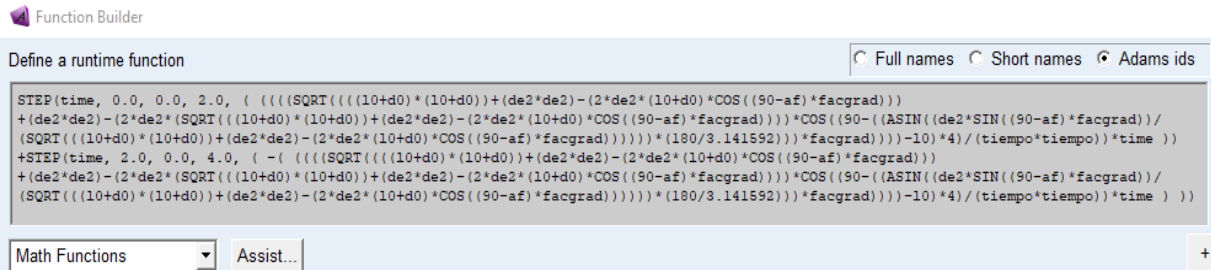 Function Builder
Define a runtime function
Full names Short names Adams ids
STEP(time, 0.0, 0.0, 2.0, ( ((((SQRT((((l0+d0)*(l0+d0))+(de2*de2)-(2*de2*(l0+d0)*COS((90-af)*facgrad)))
+(de2*de2)-(2*de2*(SQRT(((l0+d0)*(l0+d0))+(de2*de2)-(2*de2*(l0+d0)*COS((90-af)*facgrad))))*COS((90-((ASIN((de2*SIN((90-af)*facgrad))/
(SQRT(((l0+d0)*(l0+d0))+(de2*de2)-(2*de2*(l0+d0)*COS((90-af)*facgrad))))))*(180/3.141592)))*facgrad))))-l0)*4)/(tiempo*tiempo))*time ))
+STEP(time, 2.0, 0.0, 4.0, ( -( ((((SQRT((((l0+d0)*(l0+d0))+(de2*de2)-(2*de2*(l0+d0)*COS((90-af)*facgrad)))
+(de2*de2)-(2*de2*(SQRT(((l0+d0)*(l0+d0))+(de2*de2)-(2*de2*(l0+d0)*COS((90-af)*facgrad))))*COS((90-((ASIN((de2*SIN((90-af)*facgrad))/
(SQRT(((l0+d0)*(l0+d0))+(de2*de2)-(2*de2*(l0+d0)*COS((90-af)*facgrad))))))*(180/3.141592)))*facgrad))))-l0)*4)/(tiempo*tiempo))*time ) ))
Math Functions Assist... +